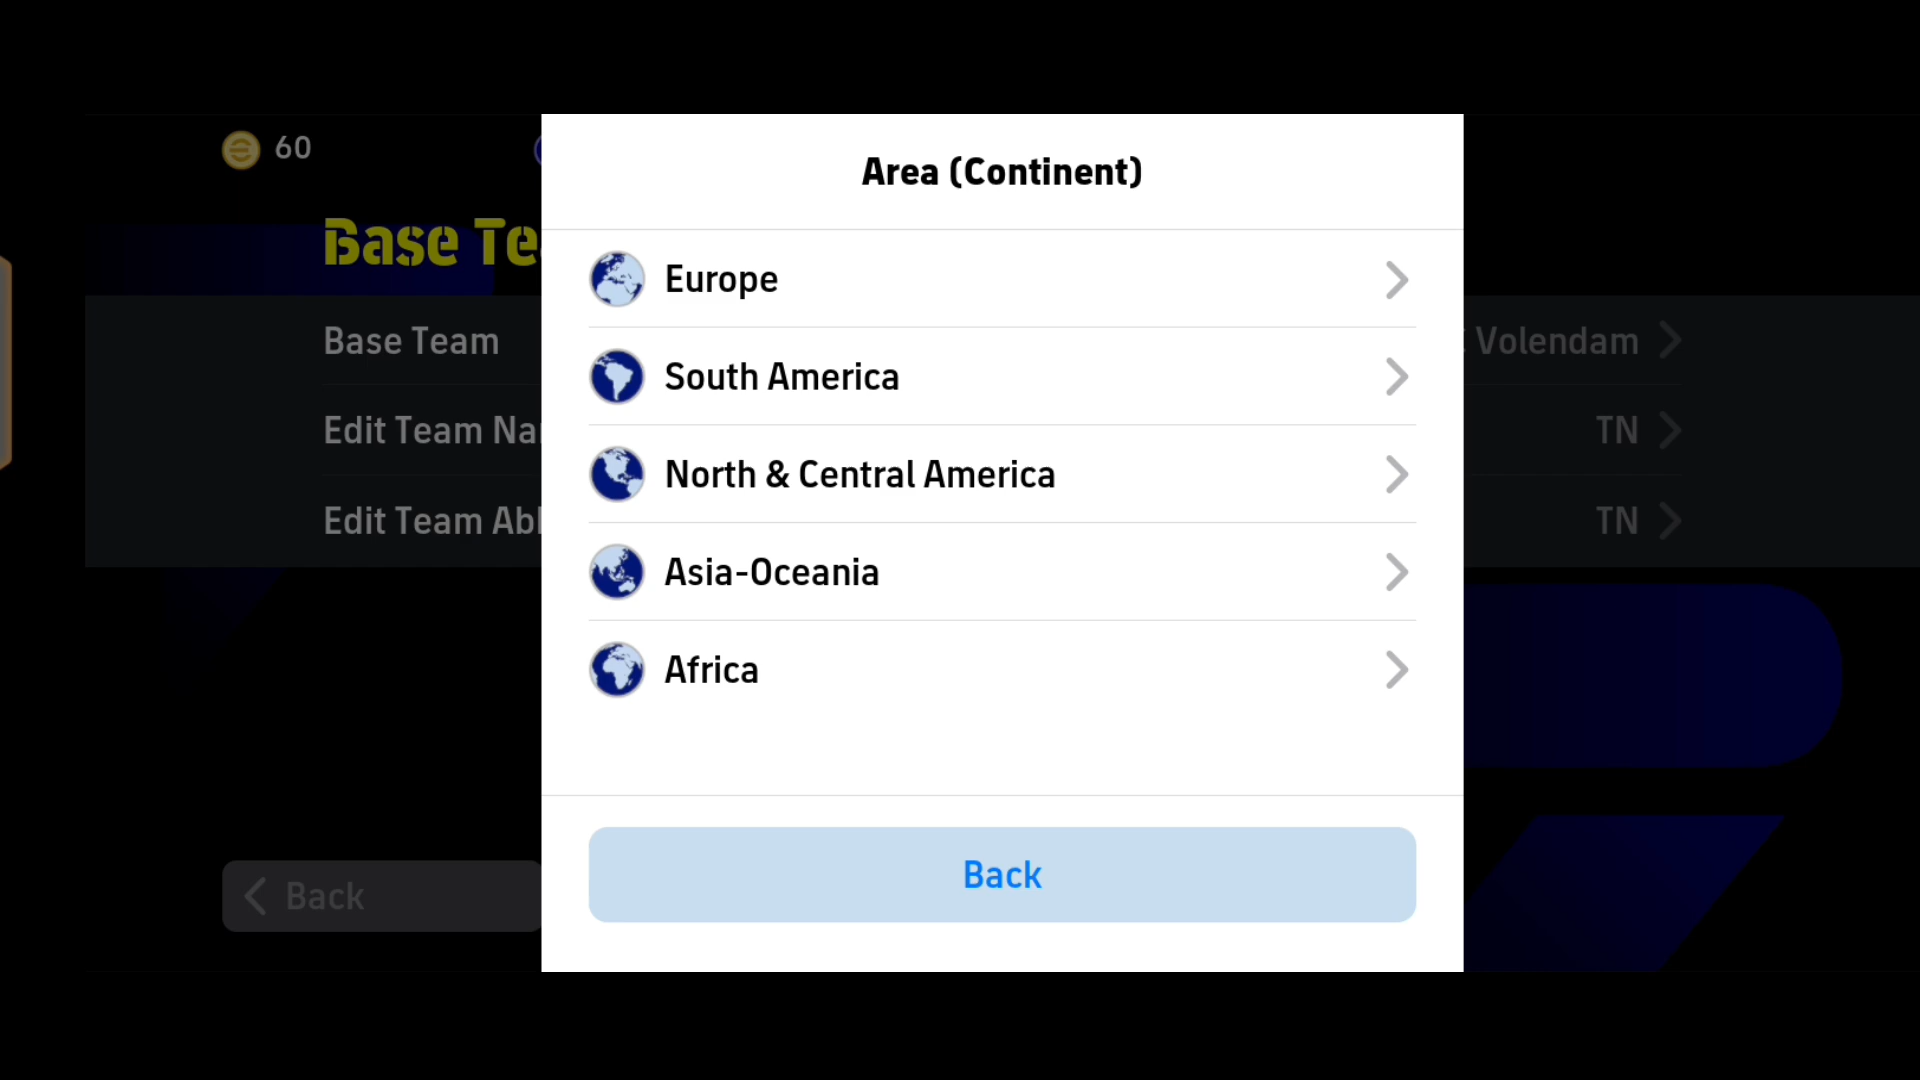 60
Area (Continent)
Base Te
Europe
Base Team
Volendam
South America
Edit Team Na
TN
North & Central America
Edit Team Ab
TN
Asia-Oceania
Africa
Back
Back